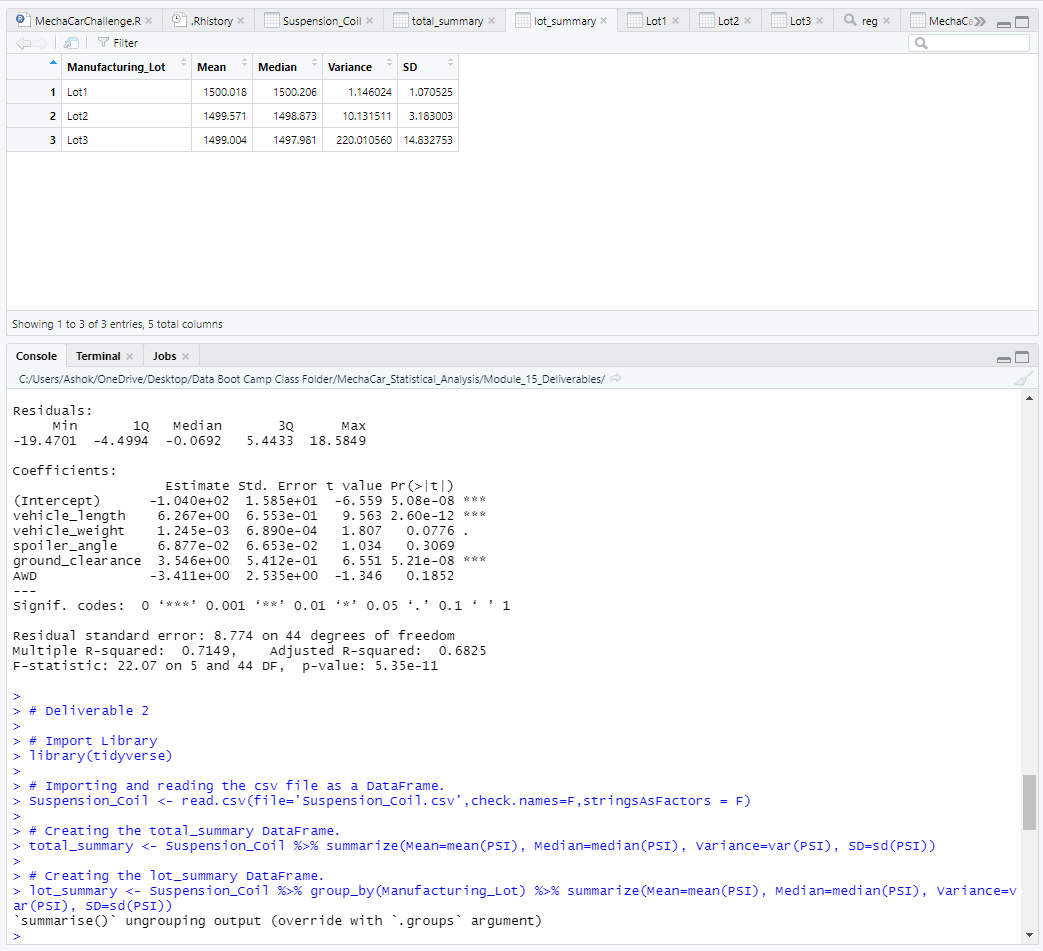 MechaCarChallenge.R .Rhistory Suspension_Coil total_summary lot_summary Lot1 Lot2 Lot3 reg MechaCa
Filter
Manufacturing_Lot Mean Median Variance SD
1 Lot1 1500.018 1500.206 1.146024 1.070525
2 Lot2 1499.571 1498.873 10.131511 3.183003
3 Lot3 1499.004 1497.981 220.010560 14.832753
Showing 1 to 3 of 3 entries, 5 total columns
Console Terminal Jobs
C:/Users/Ashok/OneDrive/Desktop/Data Boot Camp Class Folder/MechaCar_Statistical_Analysis/Module_15_Deliverables/
Residuals:
     Min       1Q   Median       3Q      Max
-19.4701  -4.4994  -0.0692   5.4433  18.5849
Coefficients:
                   Estimate Std. Error t value Pr(>|t|)
(Intercept)      -1.040e+02  1.585e+01  -6.559 5.08e-08 ***
vehicle_length    6.267e+00  6.553e-01   9.563 2.60e-12 ***
vehicle_weight    1.245e-03  6.890e-04   1.807   0.0776 .
spoiler_angle     6.877e-02  6.653e-02   1.034   0.3069
ground_clearance  3.546e+00  5.412e-01   6.551 5.21e-08 ***
AWD              -3.411e+00  2.535e+00  -1.346   0.1852
---
Signif. codes:  0 ‘***’ 0.001 ‘**’ 0.01 ‘*’ 0.05 ‘.’ 0.1 ‘ ’ 1
Residual standard error: 8.774 on 44 degrees of freedom
Multiple R-squared:  0.7149,    Adjusted R-squared:  0.6825
F-statistic: 22.07 on 5 and 44 DF,  p-value: 5.35e-11
>
> # Deliverable 2
>
> # Import Library
> library(tidyverse)
>
> # Importing and reading the csv file as a DataFrame.
> Suspension_Coil <- read.csv(file='Suspension_Coil.csv',check.names=F,stringsAsFactors = F)
>
> # Creating the total_summary DataFrame.
> total_summary <- Suspension_Coil %>% summarize(Mean=mean(PSI), Median=median(PSI), Variance=var(PSI), SD=sd(PSI))
>
> # Creating the lot_summary DataFrame.
> lot_summary <- Suspension_Coil %>% group_by(Manufacturing_Lot) %>% summarize(Mean=mean(PSI), Median=median(PSI), Variance=v
ar(PSI), SD=sd(PSI))
`summarise()` ungrouping output (override with `.groups` argument)
>